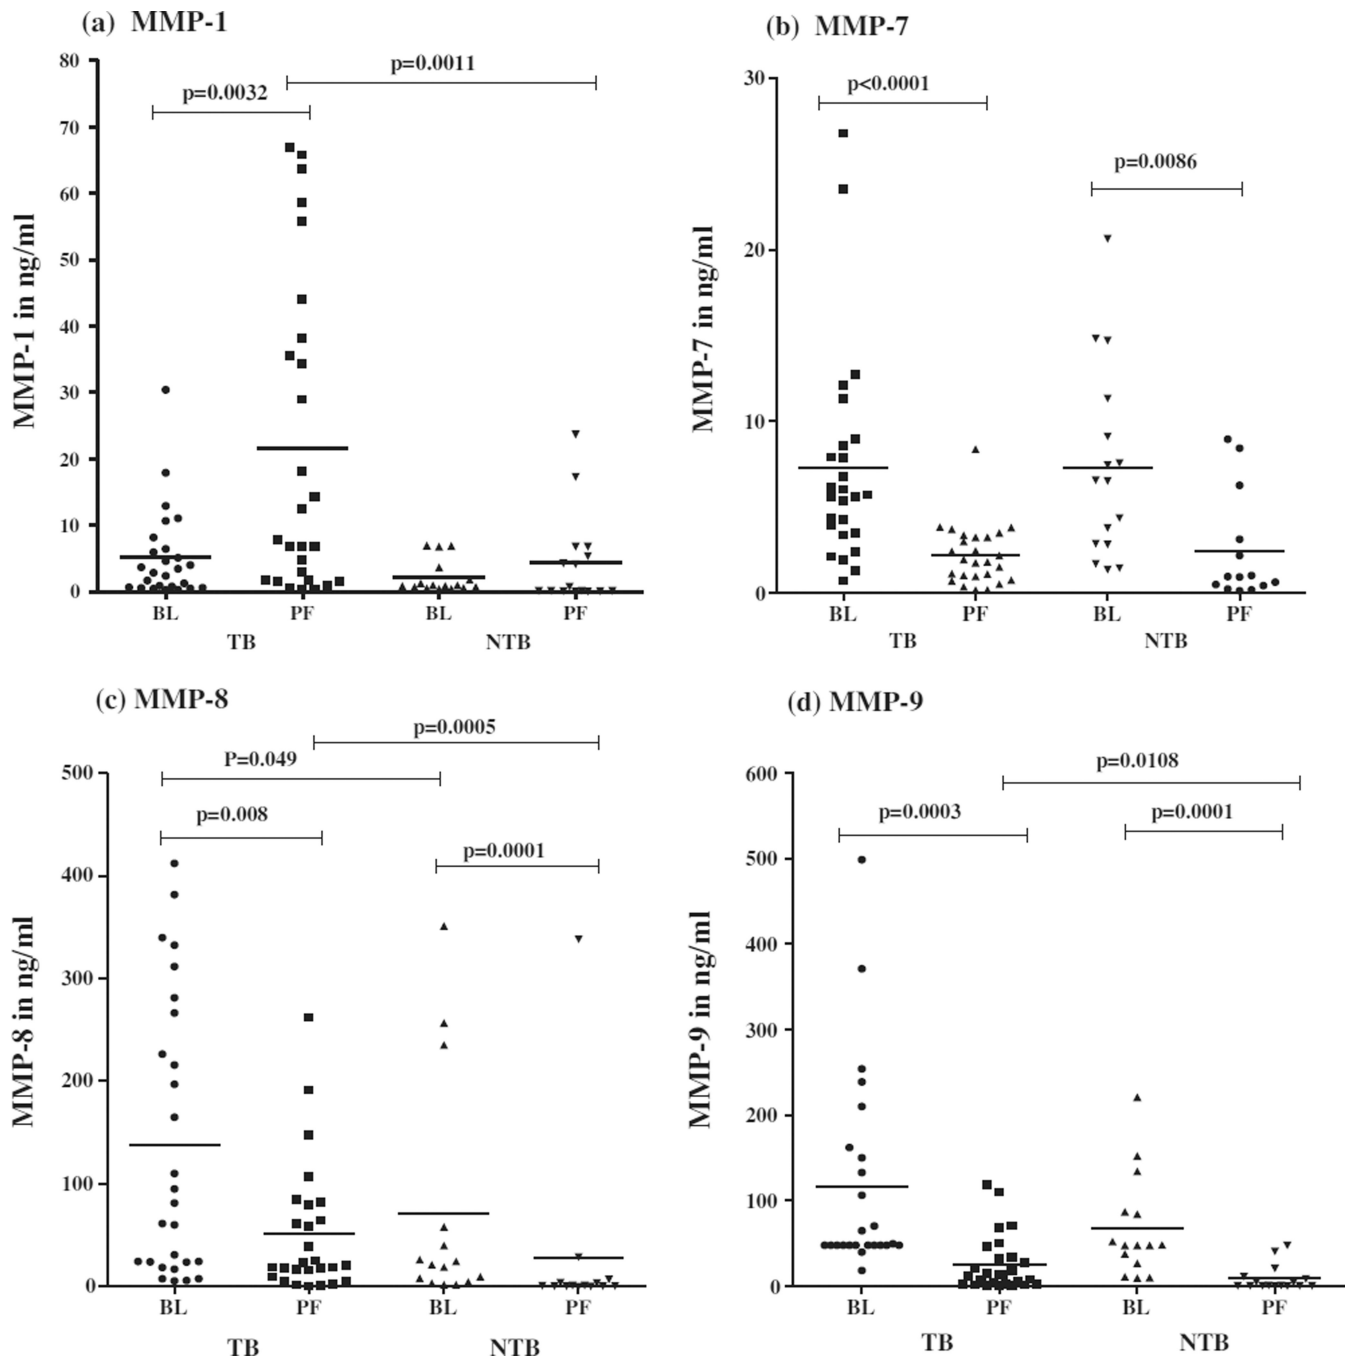 (a) MMP-1
p=0.0011
p=0.0032
80
70
60
50
40
30
20
10
0
MMP-1 in ng/ml
BL PF BL PF
TB NTB
(b) MMP-7
p<0.0001
p=0.0086
30
20
10
0
MMP-7 in ng/ml
BL PF BL PF
TB NTB
(c) MMP-8
p=0.0005
P=0.049
p=0.008
p=0.0001
500
400
300
200
100
0
MMP-8 in ng/ml
BL PF BL PF
TB NTB
(d) MMP-9
p=0.0108
p=0.0003 p=0.0001
600
500
400
300
200
100
0
MMP-9 in ng/ml
BL PF BL PF
TB NTB